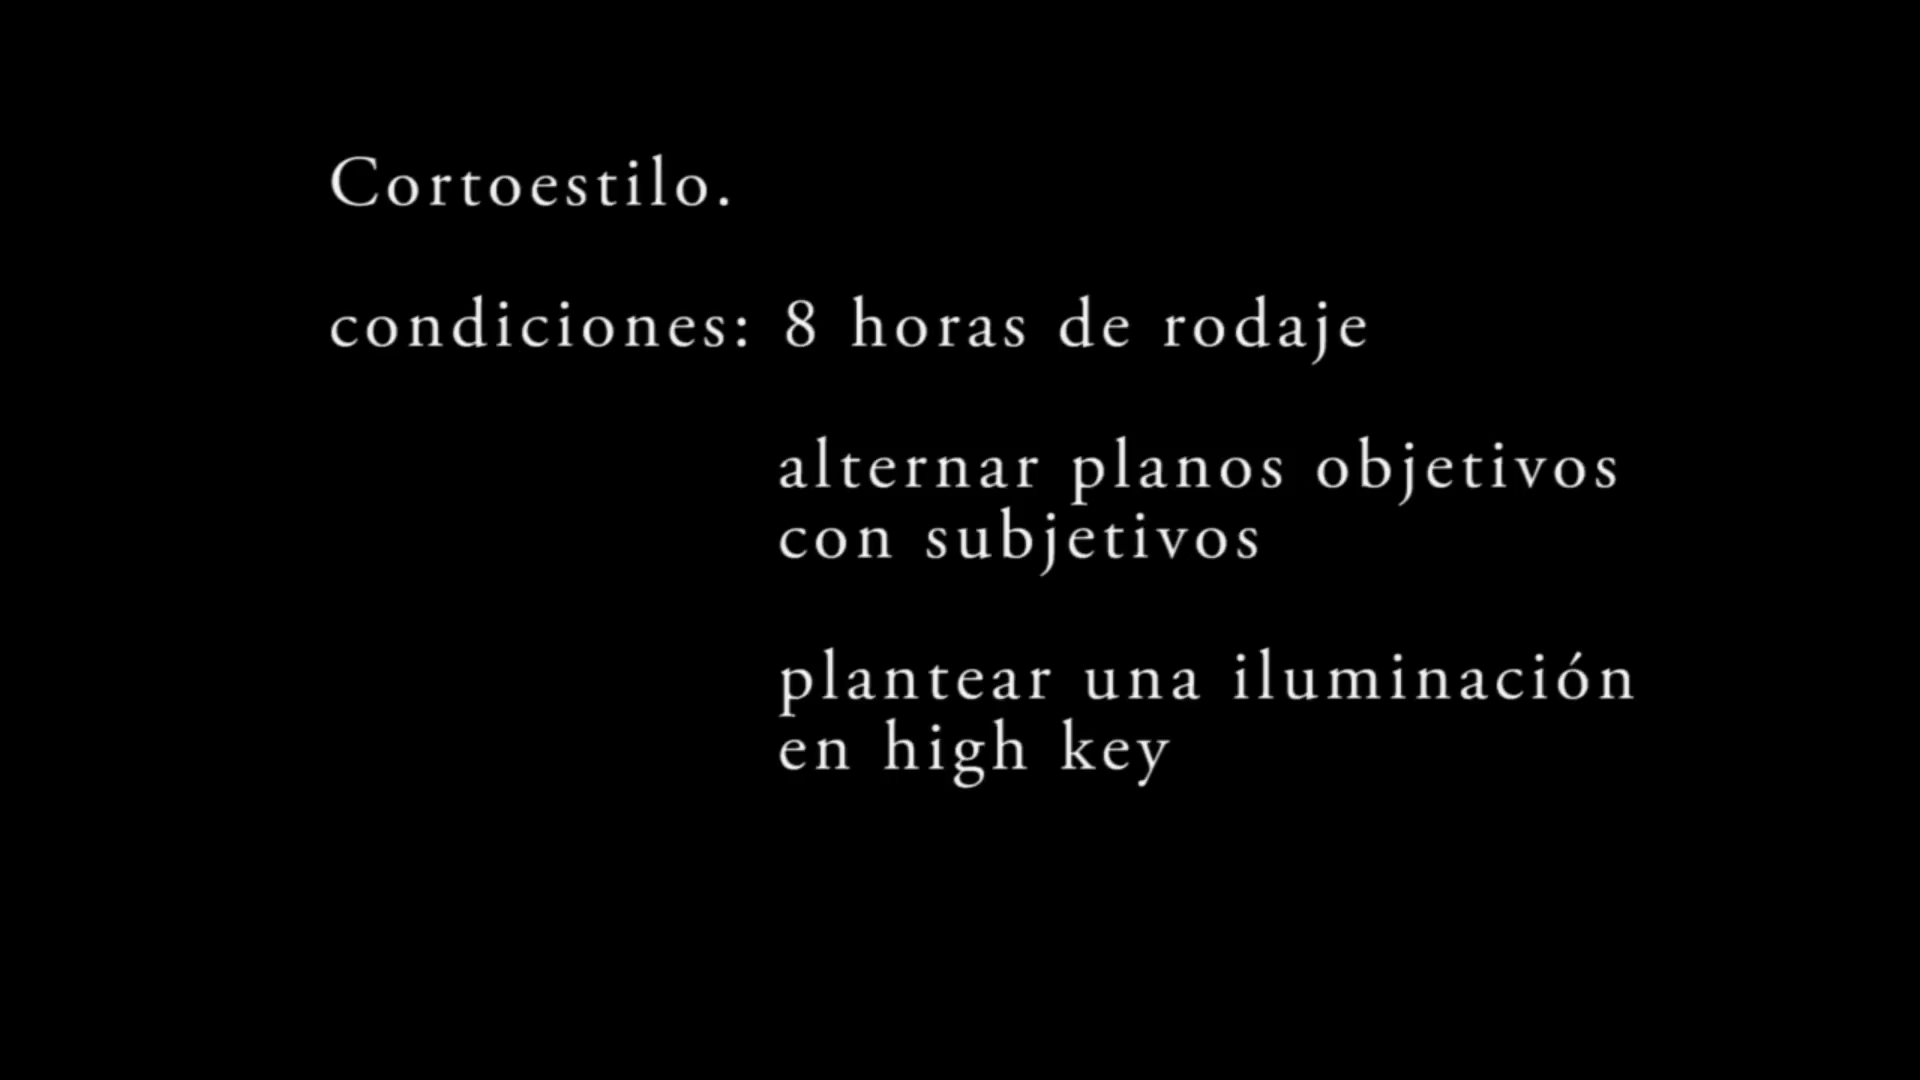 Cortoestilo.
condiciones: 8 horas de rodaje
alternar planos objetivos
con subjetivos
plantear una iluminación
en high key